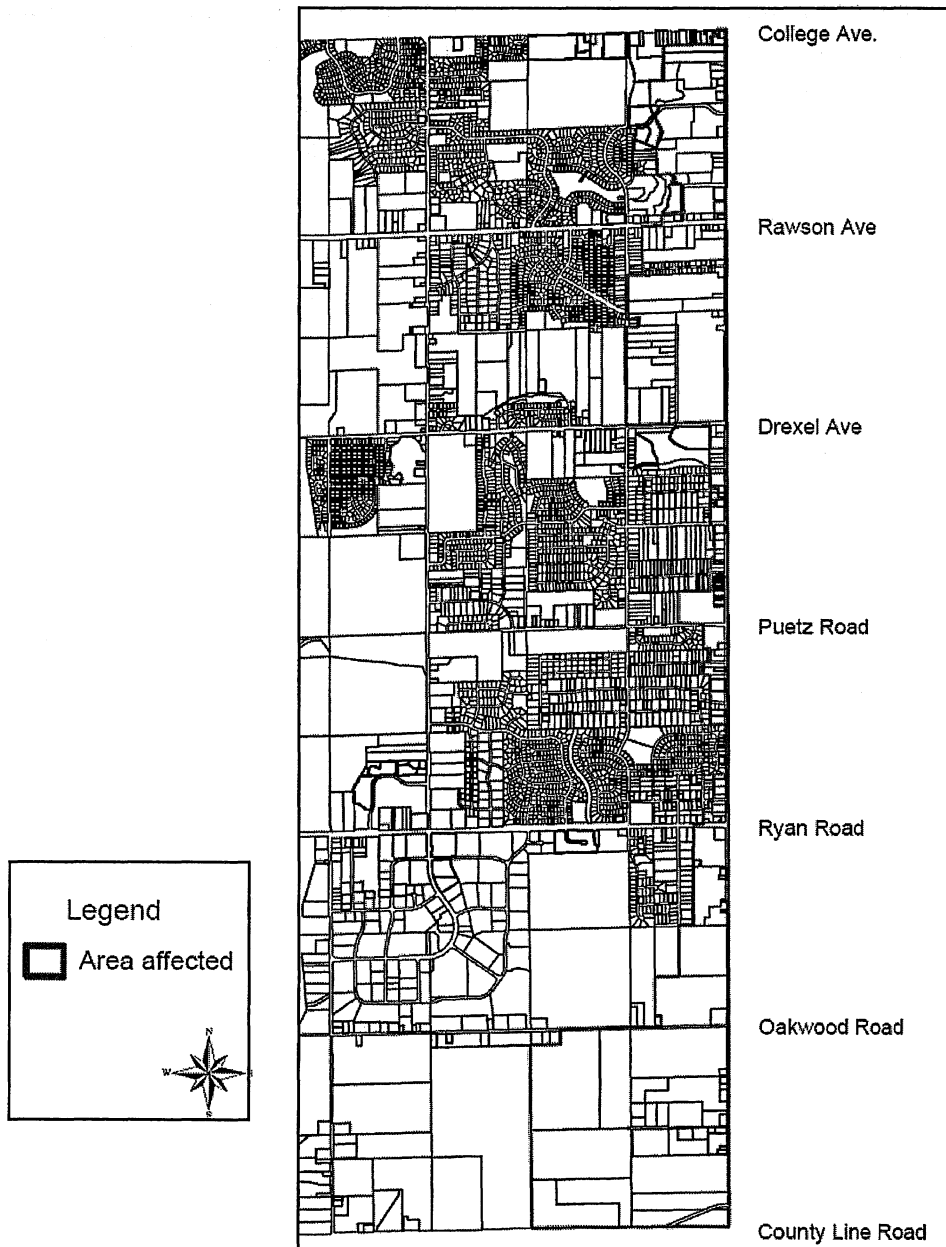 College Ave.
Rawson Ave
Drexel Ave
Puetz Road
Ryan Road
Legend
Area affected
Oakwood Road
N
W
S
County Line Road